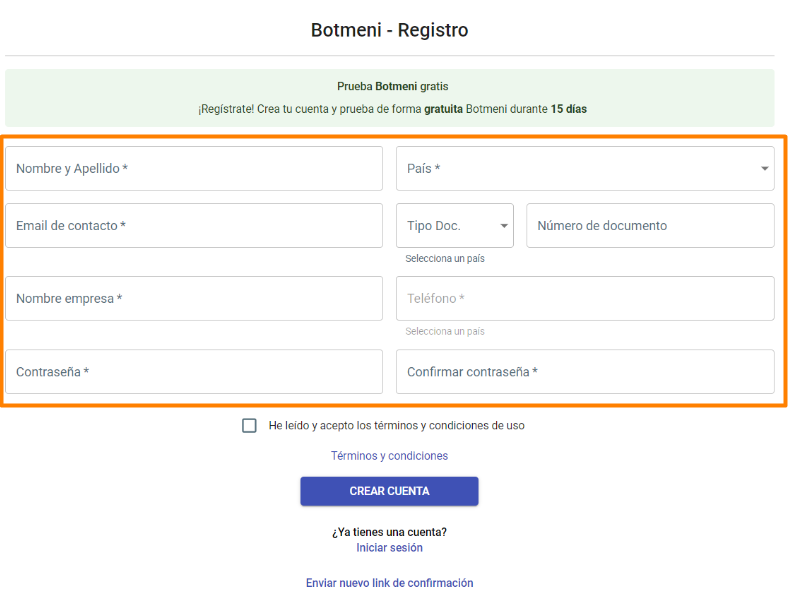 Botmeni - Registro
Prueba Botmeni gratis
¡Regístrate! Crea tu cuenta y prueba de forma gratuita Botmeni durante 15 días
Nombre y Apellido *
País *
Email de contacto *
Tipo Doc.
Número de documento
Selecciona un país
Nombre empresa *
Teléfono *
Selecciona un país
Contraseña *
Confirmar contraseña *
He leído y acepto los términos y condiciones de uso
Términos y condiciones
CREAR CUENTA
¿Ya tienes una cuenta?
Iniciar sesión
Enviar nuevo link de confirmación